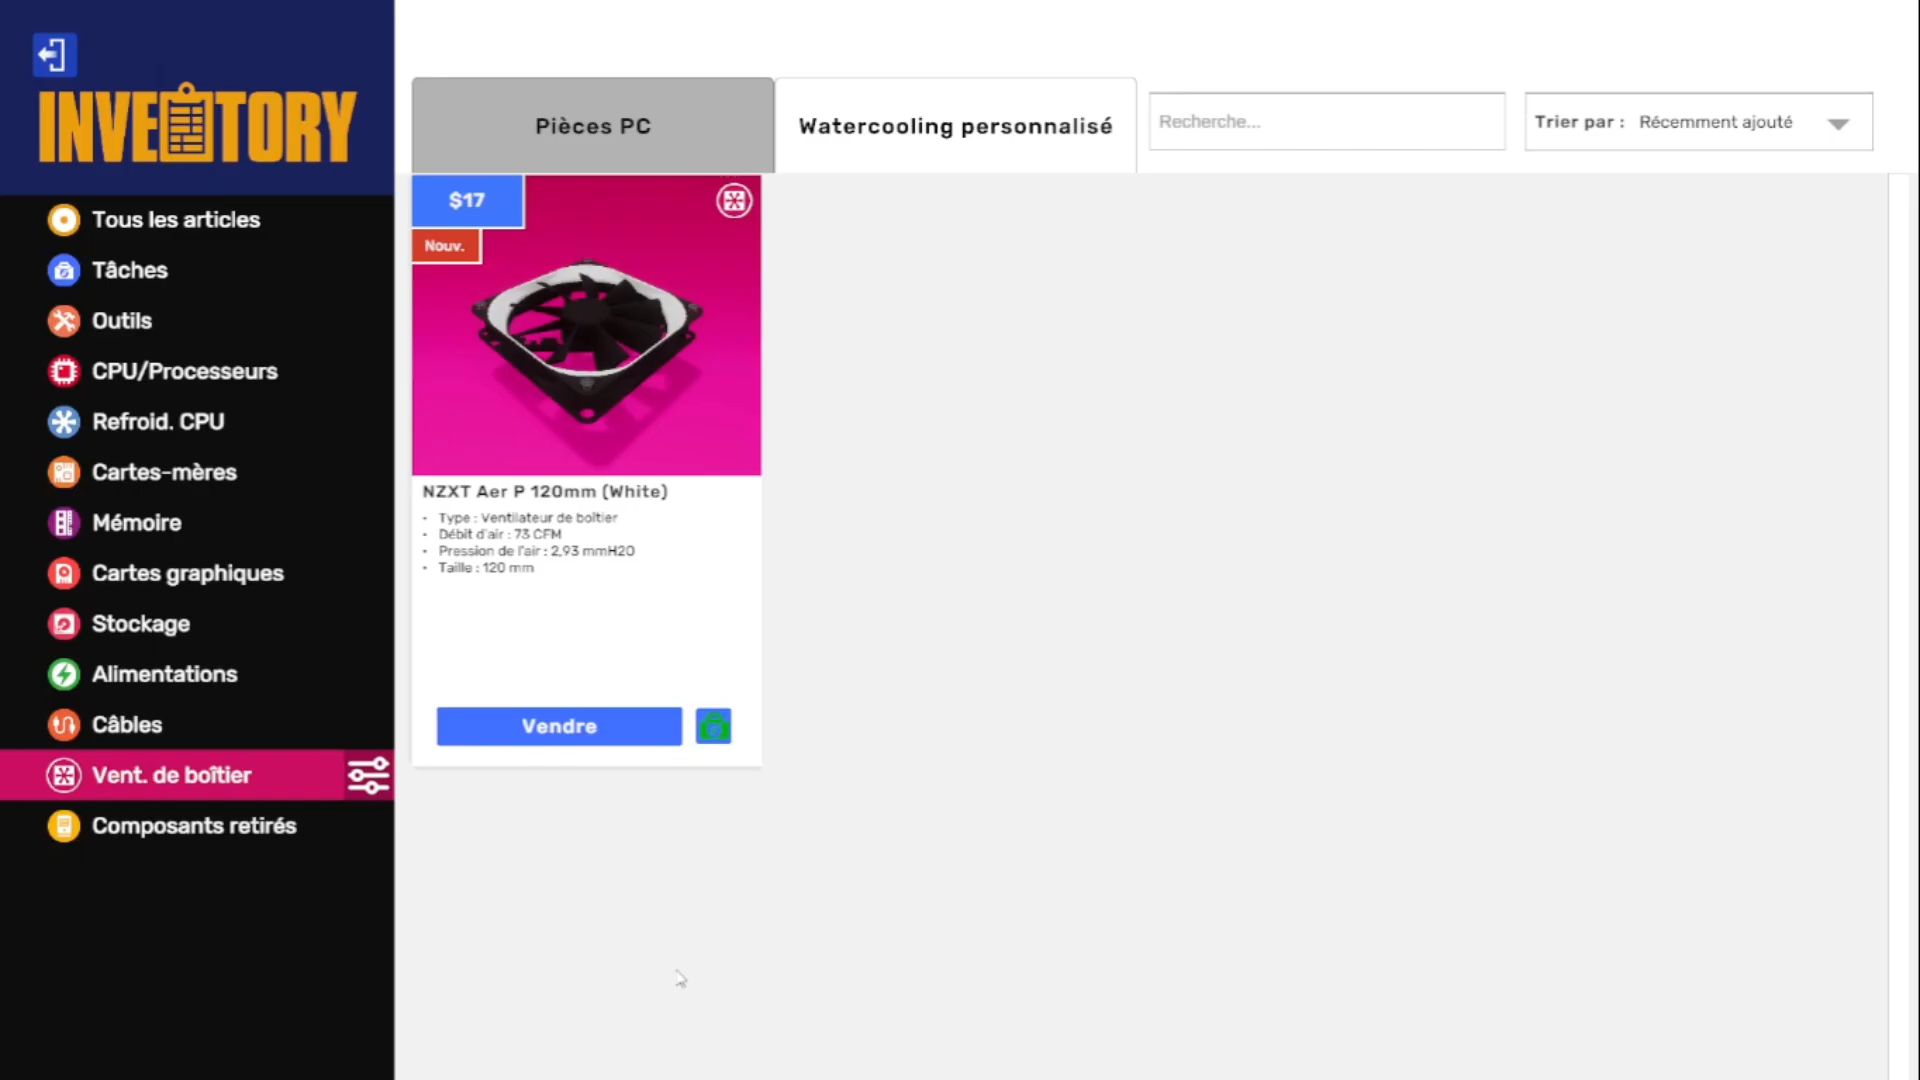 INVENTORY
Pièces PC
Watercooling personnalisé
Recherche...
Trier par : Récemment ajouté
Tous les articles
Tâches
Outils
CPU/Processeurs
Refroid. CPU
Cartes-mères
Mémoire
Cartes graphiques
Stockage
Alimentations
Câbles
Vent. de boîtier
Composants retirés
$17
Nouv.
NZXT Aer P 120mm (White)
• Type : Ventilateur de boîtier
• Débit d'air : 73 CFM
• Pression de l'air : 2,93 mmH2O
• Taille : 120 mm
Vendre